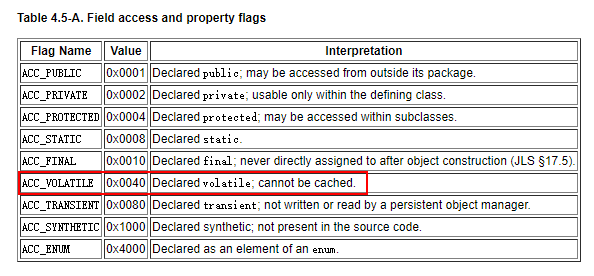 Table 4.5-A. Field access and property flags
Flag Name Value Interpretation
ACC_PUBLIC 0x0001 Declared public; may be accessed from outside its package.
ACC_PRIVATE 0x0002 Declared private; usable only within the defining class.
ACC_PROTECTED 0x0004 Declared protected; may be accessed within subclasses.
ACC_STATIC 0x0008 Declared static.
ACC_FINAL 0x0010 Declared final; never directly assigned to after object construction (JLS §17.5).
ACC_VOLATILE 0x0040 Declared volatile; cannot be cached.
ACC_TRANSIENT 0x0080 Declared transient; not written or read by a persistent object manager.
ACC_SYNTHETIC 0x1000 Declared synthetic; not present in the source code.
ACC_ENUM 0x4000 Declared as an element of an enum.